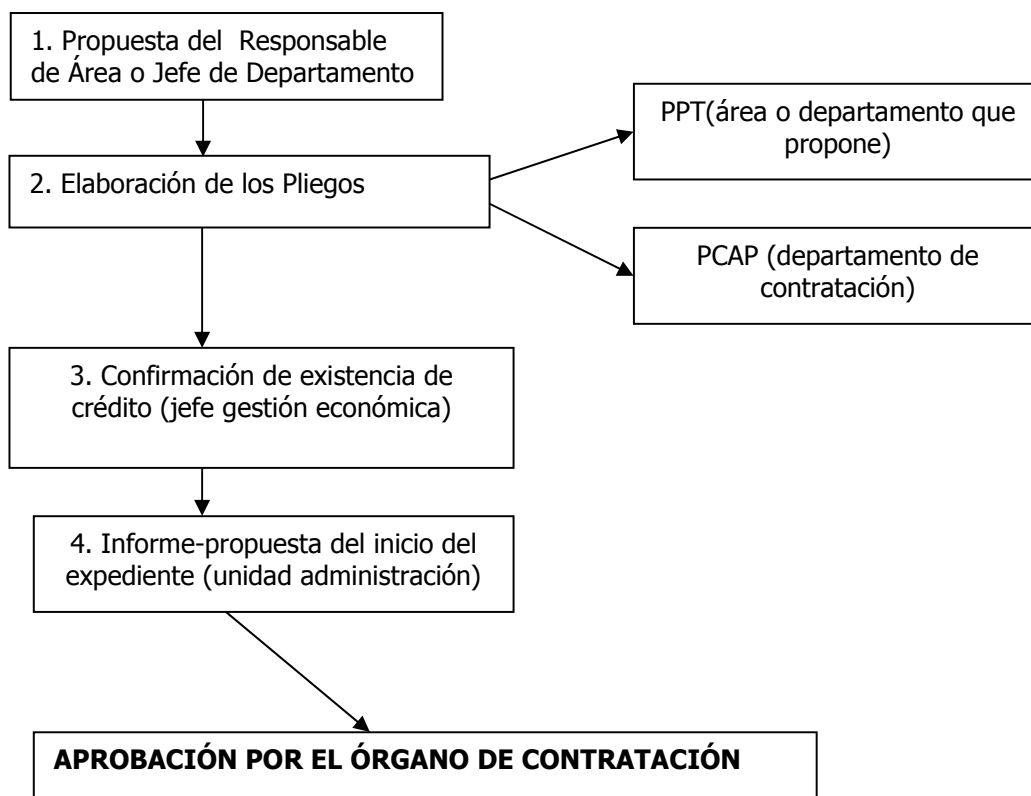 1. Propuesta del Responsable
de Área o Jefe de Departamento
PPT(área o departamento que
propone)
2. Elaboración de los Pliegos
PCAP (departamento de
contratación)
3. Confirmación de existencia de
crédito (jefe gestión económica)
4. Informe-propuesta del inicio del
expediente (unidad administración)
APROBACIÓN POR EL ÓRGANO DE CONTRATACIÓN